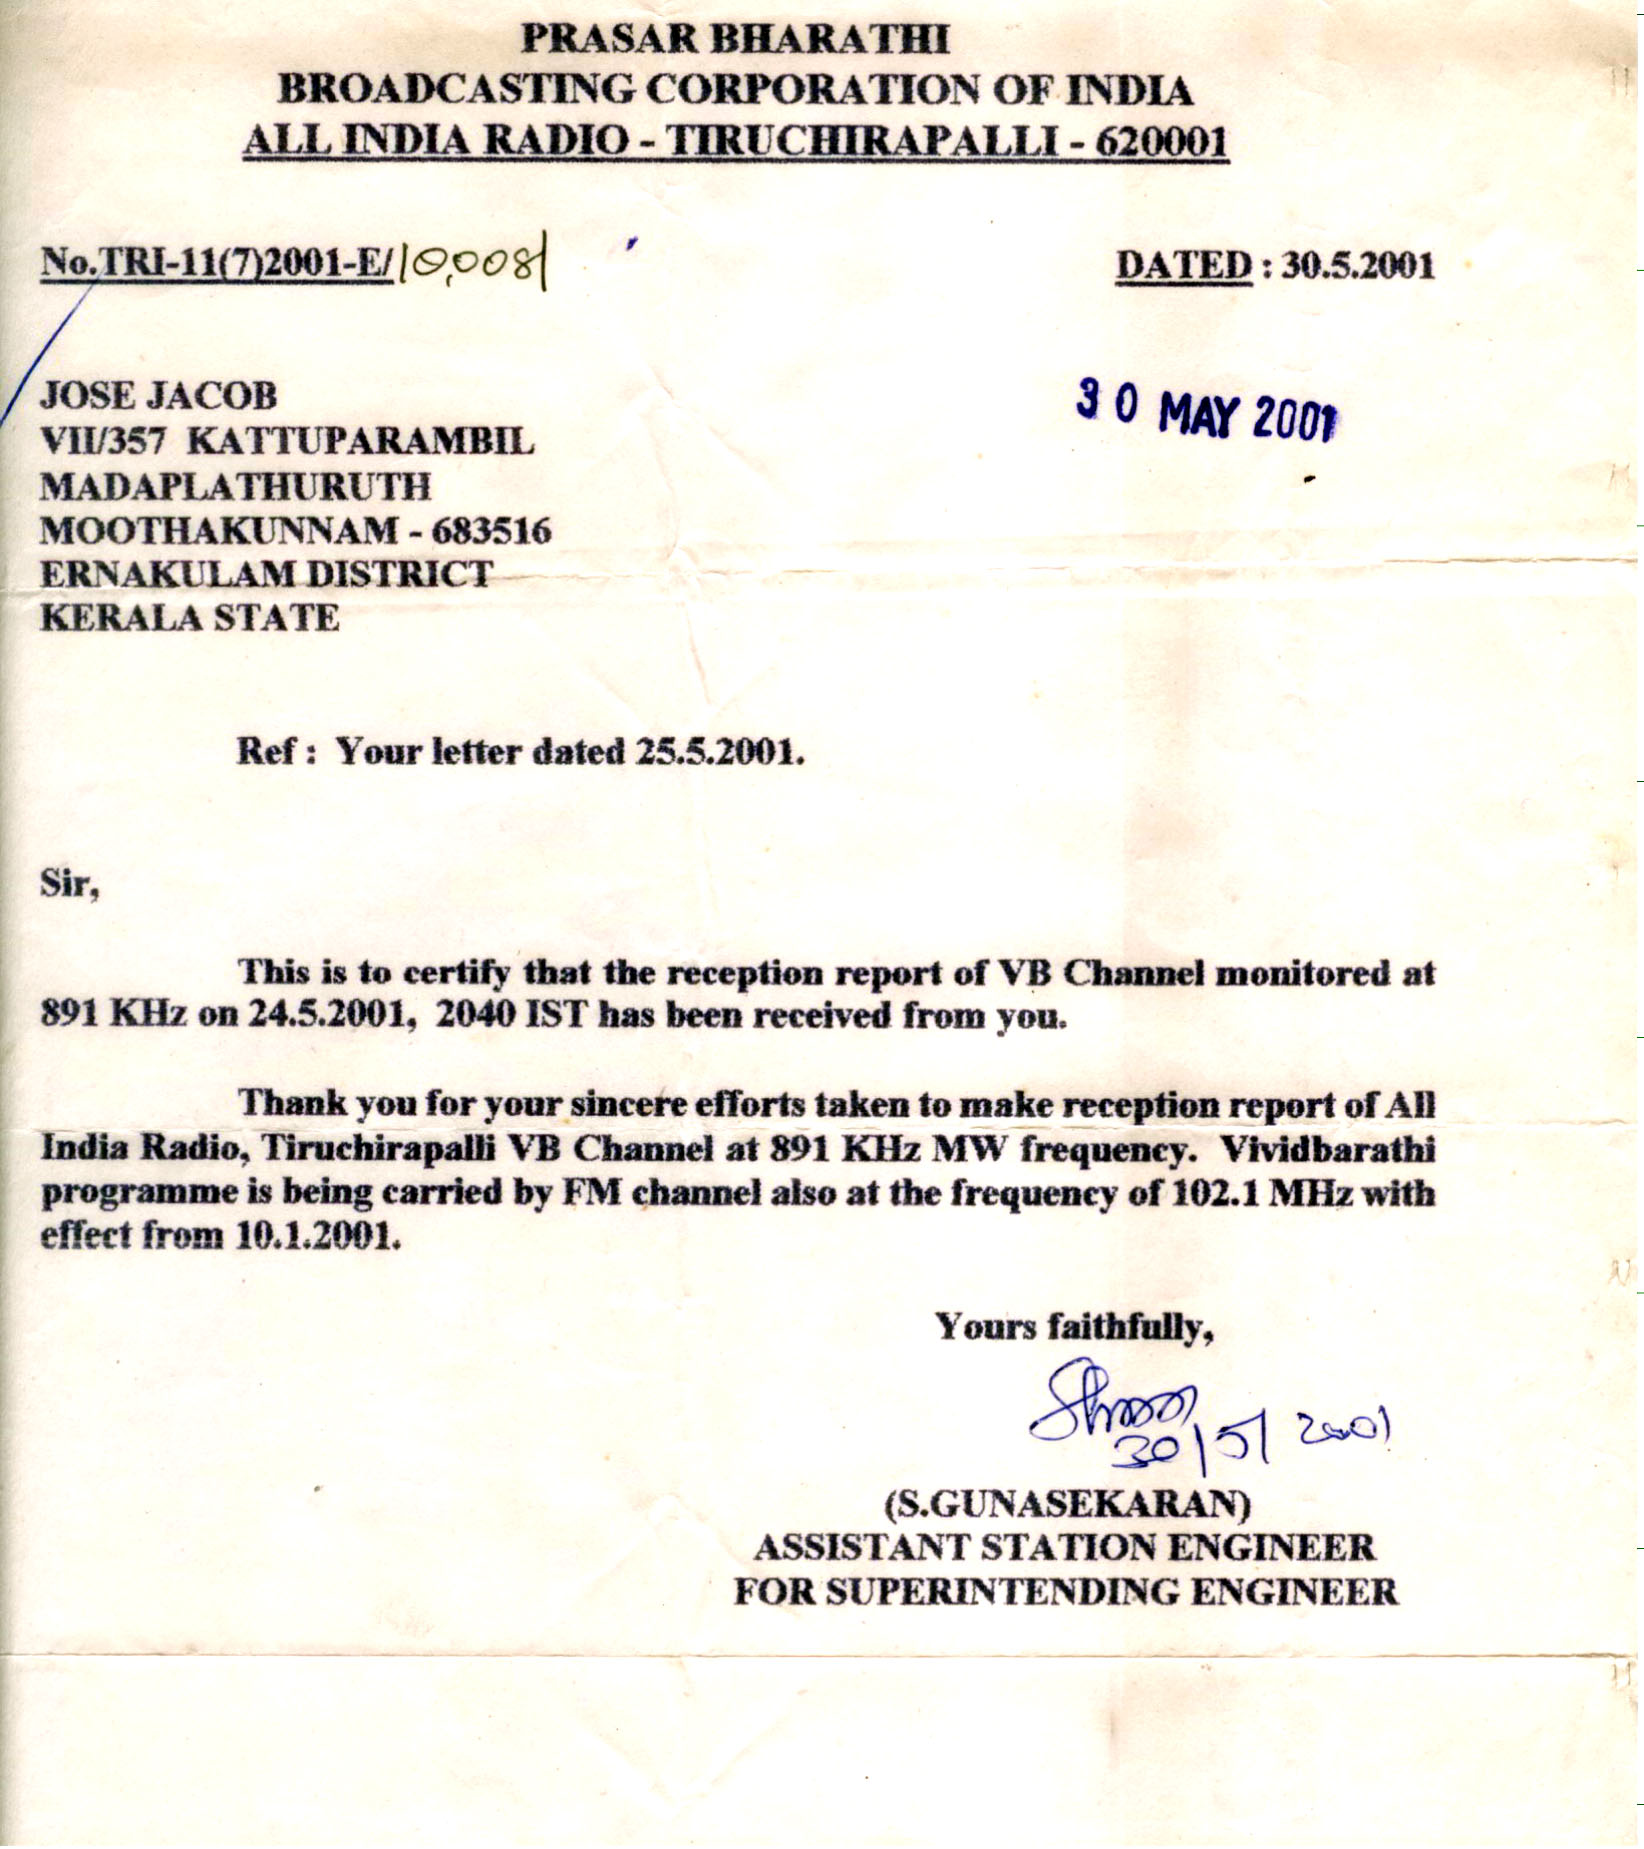 PRASAR BHARATHI
BROADCASTING CORPORATION OF INDIA
ALL INDIA RADIO - TIRUCHIRAPALLI - 620001
No.TRI-11(7)2001-E/10,008/ DATED : 30.5.2001
30 MAY 2001
JOSE JACOB
VII/357 KATTUPARAMBIL
MADAPLATHURUTH
MOOTHAKUNNAM - 683516
ERNAKULAM DISTRICT
KERALA STATE
Ref : Your letter dated 25.5.2001.
Sir,
This is to certify that the reception report of VB Channel monitored at
891 KHz on 24.5.2001, 2040 IST has been received from you.
Thank you for your sincere efforts taken to make reception report of All
India Radio, Tiruchirapalli VB Channel at 891 KHz MW frequency. Vividbarathi
programme is being carried by FM channel also at the frequency of 102.1 MHz with
effect from 10.1.2001.
Yours faithfully,
30/5/2001
(S.GUNASEKARAN)
ASSISTANT STATION ENGINEER
FOR SUPERINTENDING ENGINEER